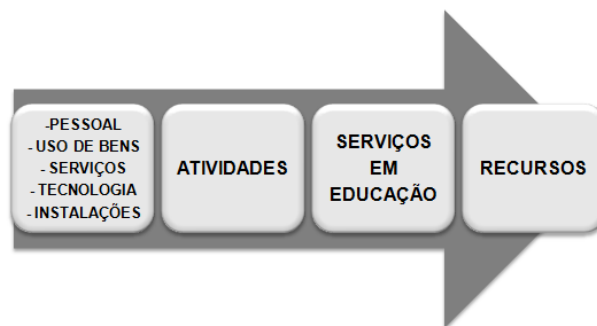 -PESSOAL
- USO DE BENS
- SERVIÇOS
- TECNOLOGIA
- INSTALAÇÕES
ATIVIDADES
SERVIÇOS
EM
EDUCAÇÃO
RECURSOS